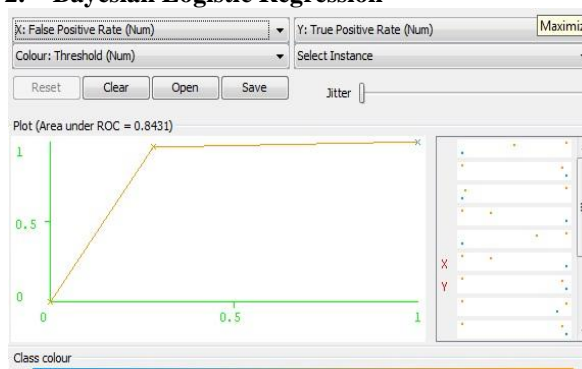 2. Bayesian Logistic Regression
X: False Positive Rate (Num) Y: True Positive Rate (Num) Maximiz
Colour: Threshold (Num) Select Instance
Reset Clear Open Save Jitter
Plot (Area under ROC = 0.8431)
1
0.5
X
Y
0
0 0.5 1
Class colour